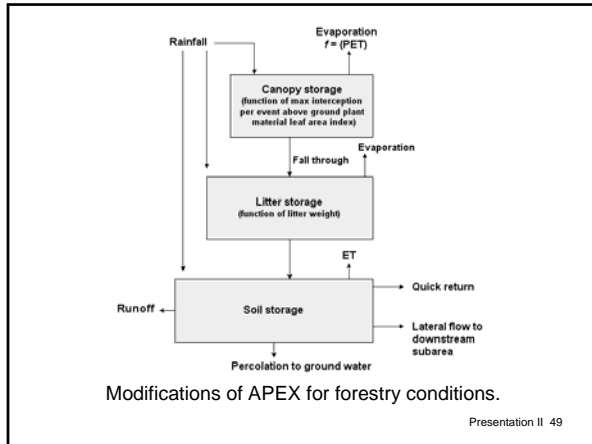 Rainfall
Evaporation
f = (PET)
Canopy storage
(function of max interception
per event above ground plant
material leaf area index)
Fall through
Evaporation
Litter storage
(function of litter weight)
ET
Quick return
Runoff
Soil storage
Lateral flow to
downstream
subarea
Percolation to ground water
Modifications of APEX for forestry conditions.
Presentation II 49